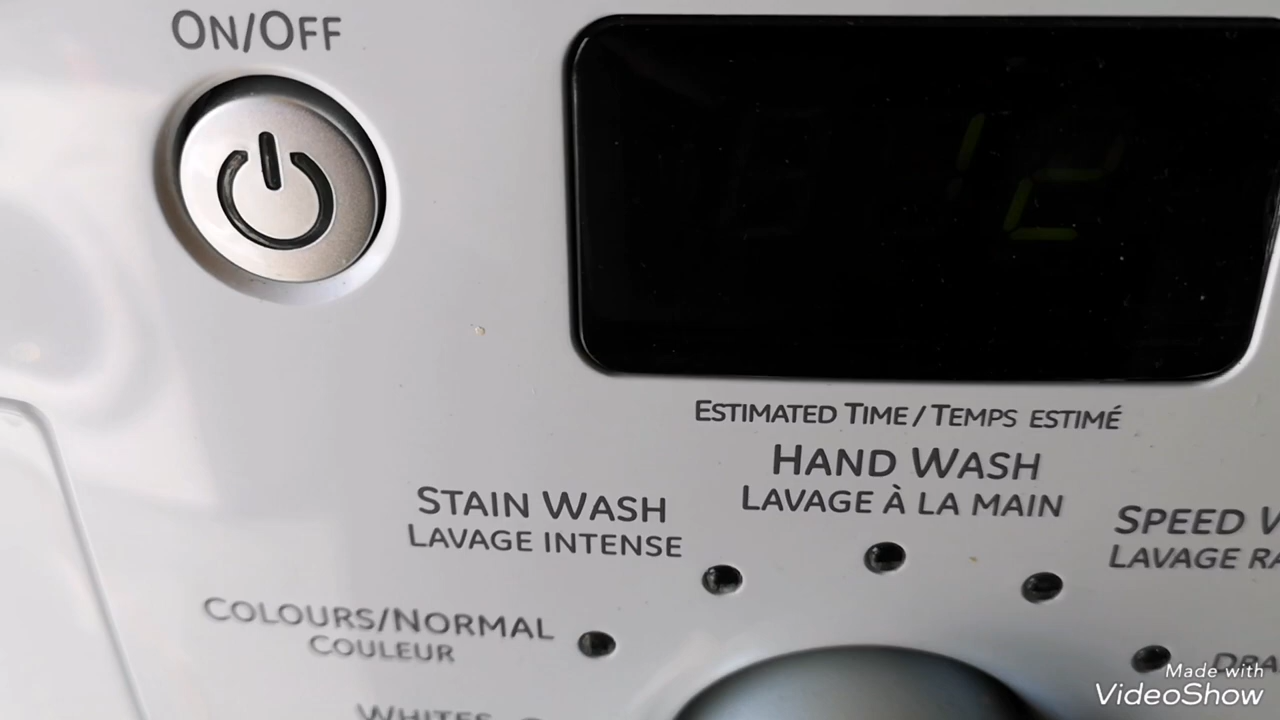 ON/OFF
ESTIMATED TIME / TEMPS ESTIMÉ
HAND WASH
LAVAGE À LA MAIN
STAIN WASH
LAVAGE INTENSE
SPEED
LAVAGE
COLOURS/NORMAL
COULEUR
WHITES
Made with
VideoShow